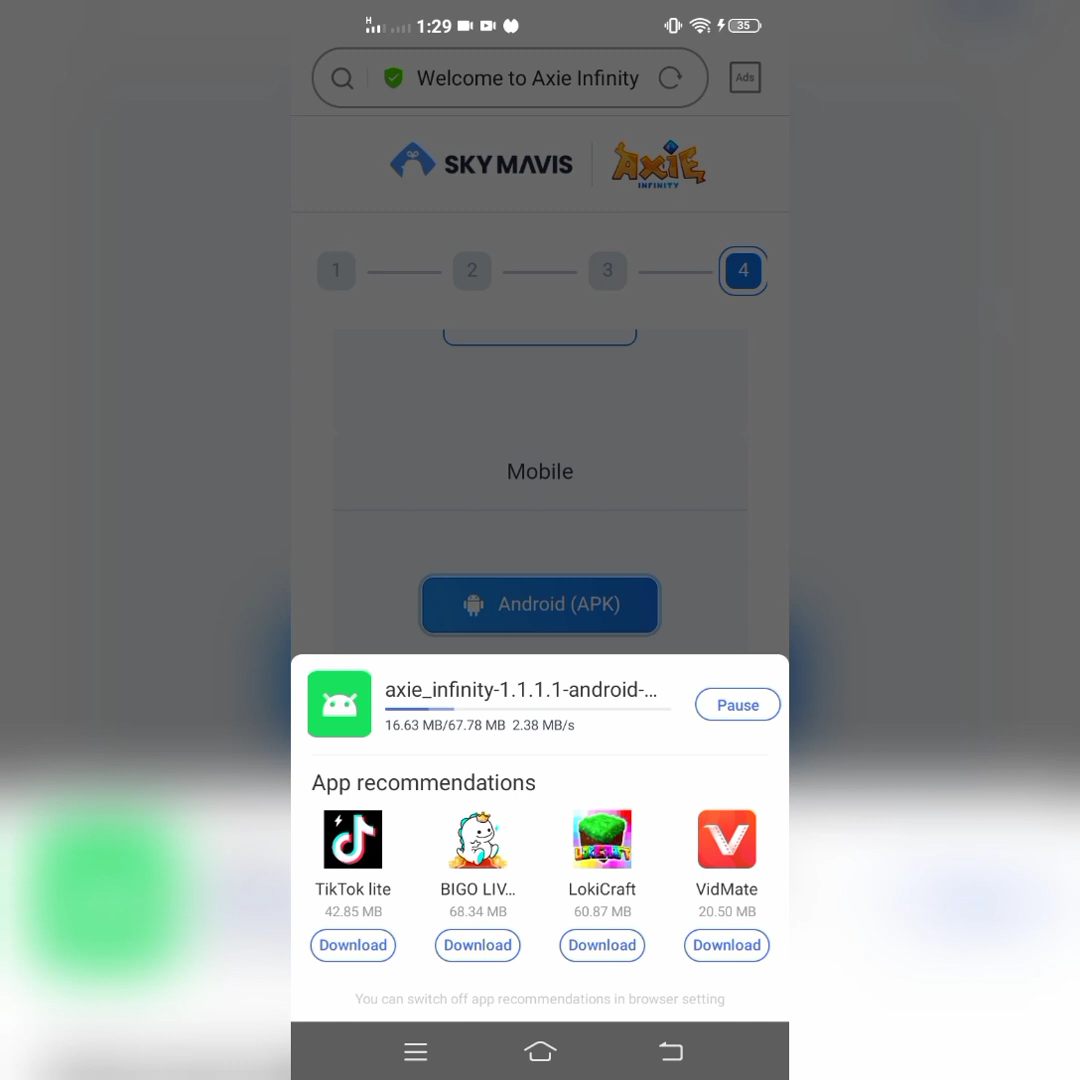 H
1:29
35
Welcome to Axie Infinity
Ads
SKY MAVIS
AXIE
INFINITY
1
2
3
4
Mobile
Android (APK)
axie_infinity-1.1.1.1-android-...
16.63 MB/67.78 MB 2.38 MB/s
Pause
App recommendations
LOKICRAFT
TikTok lite
BIGO LIV...
LokiCraft
VidMate
42.85 MB
68.34 MB
60.87 MB
20.50 MB
Download
Download
Download
Download
You can switch off app recommendations in browser setting